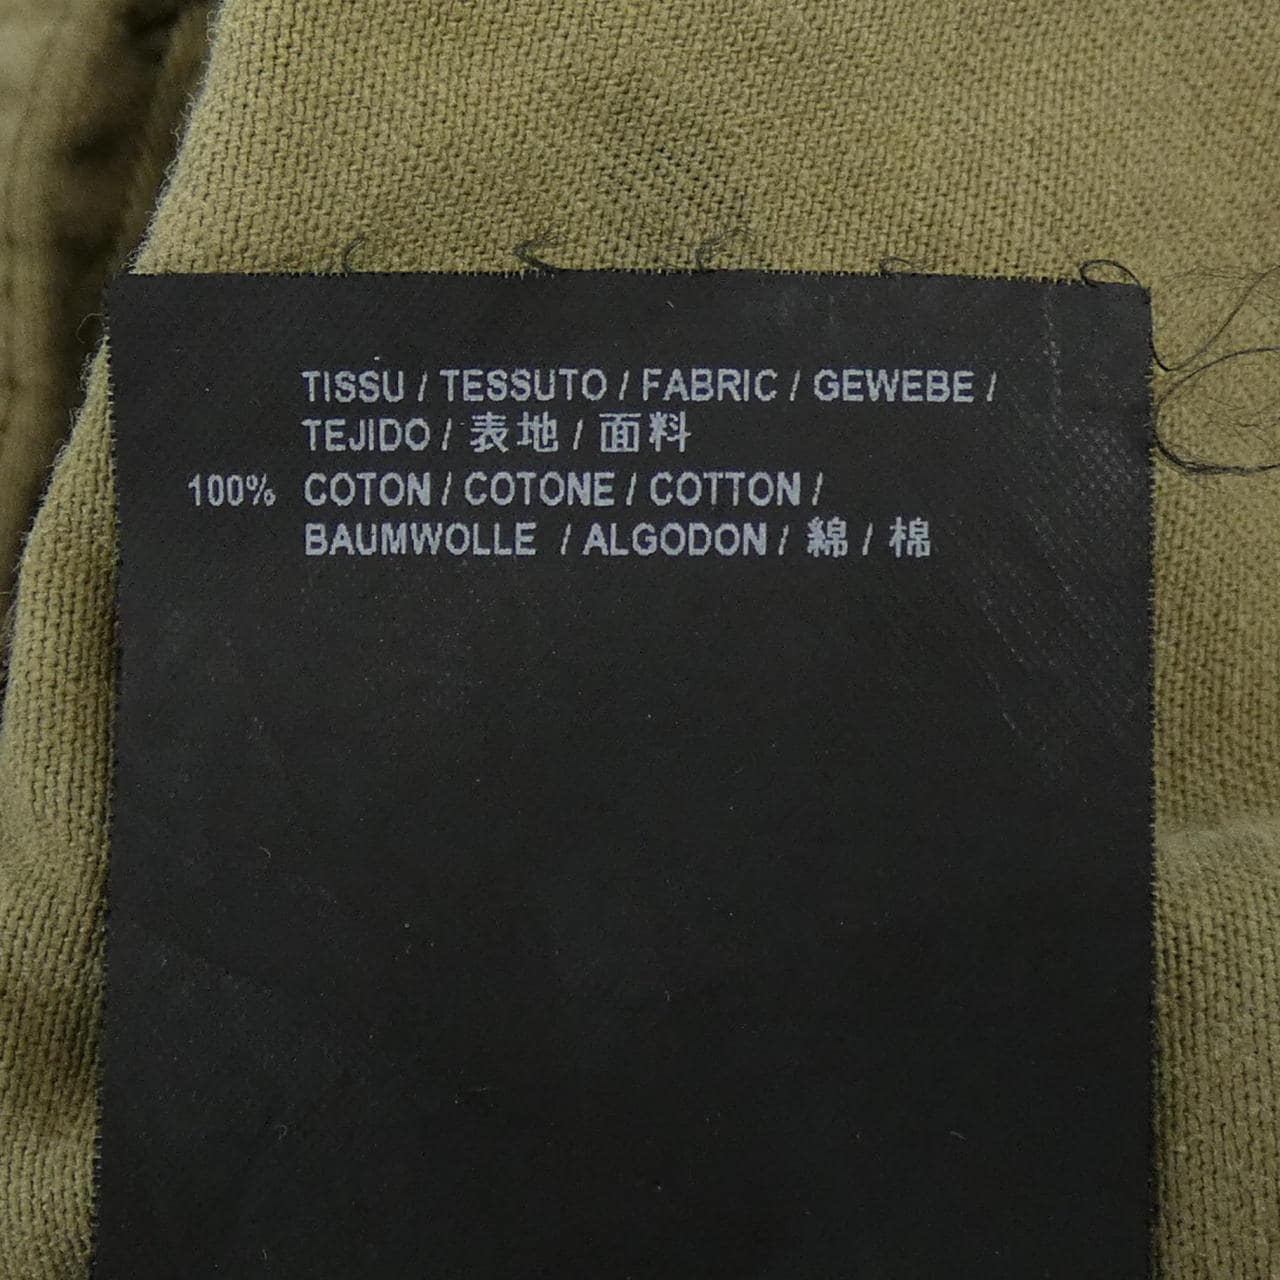 TISSU / TESSUTO / FABRIC / GEWEBE /
TEJIDO / 表地 / 面料
100% COTON / COTONE / COTTON /
BAUMWOLLE / ALGODON / 綿 / 棉